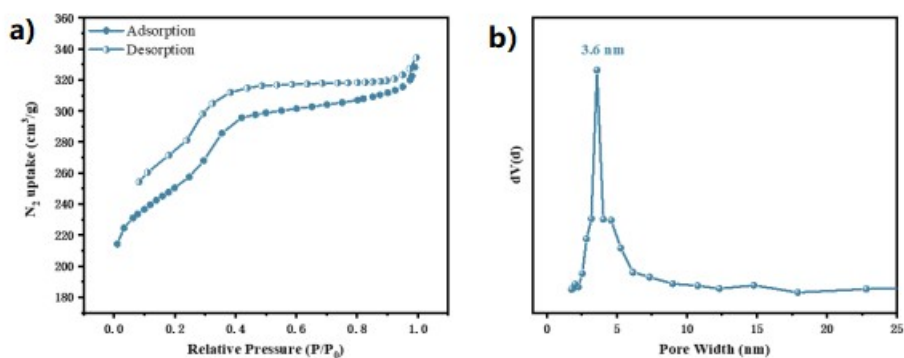 a)
Adsorption
Desorption
N₂ uptake (cm³/g)
360
340
320
300
280
260
240
220
200
180
0.0 0.2 0.4 0.6 0.8 1.0
Relative Pressure (P/P₀)
b)
3.6 nm
dV(d)
0 5 10 15 20 25
Pore Width (nm)